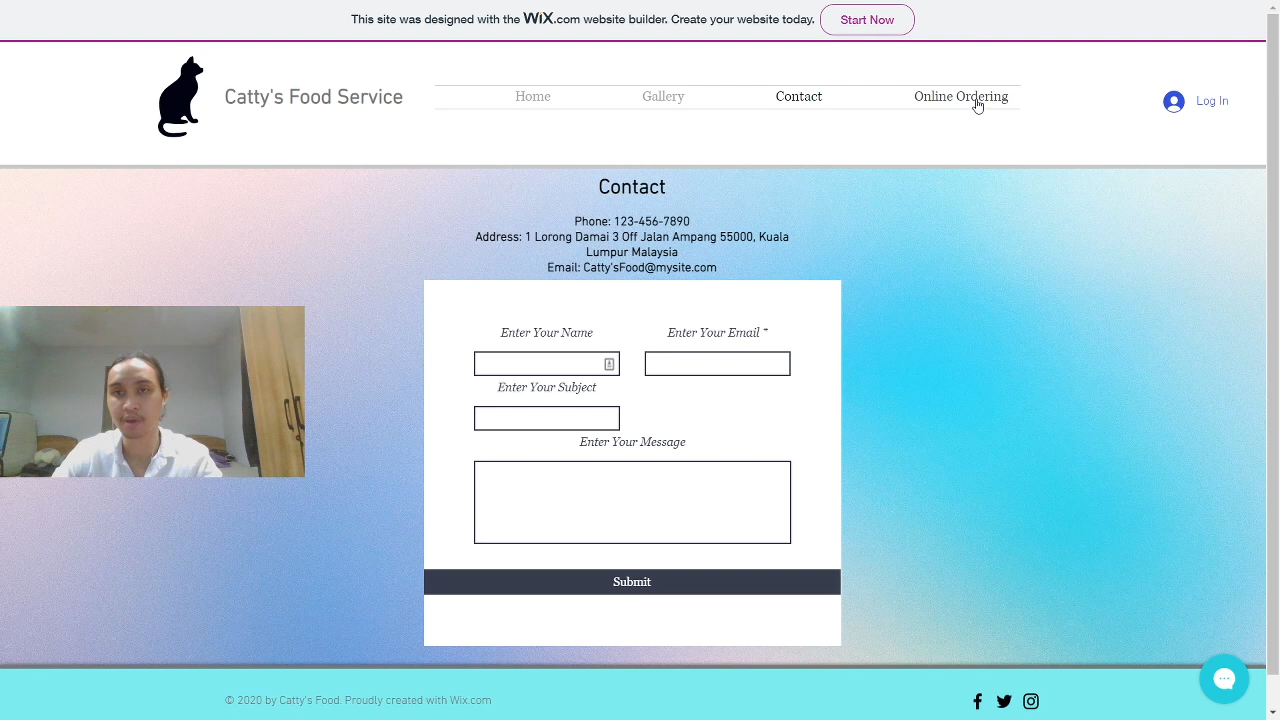 This site was designed with the WiX.com website builder. Create your website today. Start Now
Catty's Food Service
Home Gallery Contact Online Ordering
Log In
Contact
Phone: 123-456-7890
Address: 1 Lorong Damai 3 Off Jalan Ampang 55000, Kuala
Lumpur Malaysia
Email: Catty'sFood@mysite.com
Enter Your Name Enter Your Email *
Enter Your Subject
Enter Your Message
Submit
© 2020 by Catty's Food. Proudly created with Wix.com